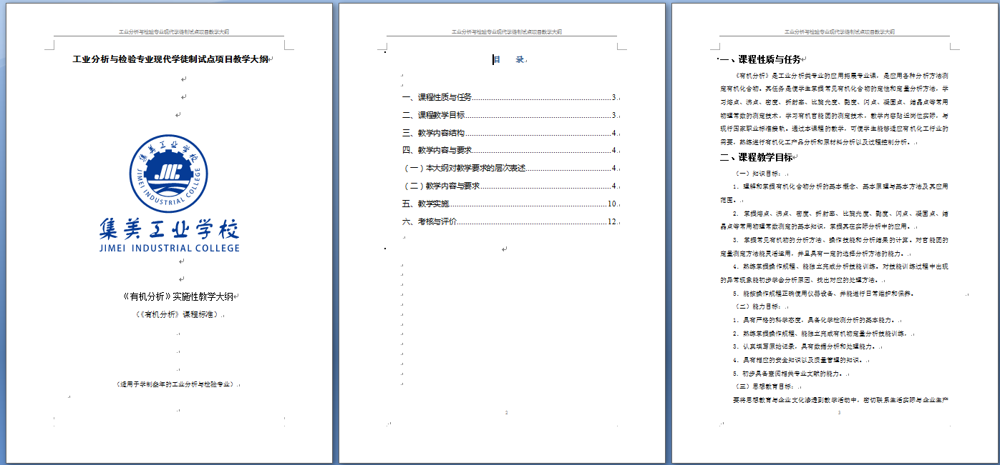 工业分析与检验专业现代学徒制试点项目教学大纲
工业分析与检验专业现代学徒制试点项目教学大纲
集美工业学校
JIMEI INDUSTRIAL COLLEGE
集美工业学校
JIMEI INDUSTRIAL COLLEGE
《有机分析》实施性教学大纲
（《有机分析》课程标准）
（适用于学制叁年的工业分析与检验专业）
工业分析与检验专业现代学徒制试点项目教学大纲
目 录
一、课程性质与任务 3
二、课程教学目标 3
三、教学内容结构 4
四、教学内容与要求 4
（一）本大纲对教学要求的层次表述 4
（二）教学内容与要求 4
五、教学实施 10
六、考核与评价 12
2
工业分析与检验专业现代学徒制试点项目教学大纲
一、课程性质与任务
《有机分析》是工业分析类专业的应用拓展专业课，是应用各种分析方法测
定有机化合物。其任务是使学生掌握常见有机化合物的定性和定量分析方法，学
习熔点、沸点、密度、折射率、比旋光度、黏度、闪点、凝固点、结晶点等常用
物理常数的测定技术，学习有机官能团的测定技术，教学内容贴近岗位实际，与
现行国家职业标准接轨。通过本课程的教学，可使学生能够适应有机化工行业的
需要，熟练进行有机化工产品分析和原材料分析以及过程控制分析。
二、课程教学目标
（一）知识目标：
1．理解和掌握有机化合物分析的基本概念、基本原理与基本方法及其应用
范围。
2．掌握熔点、沸点、密度、折射率、比旋光度、黏度、闪点、凝固点、结
晶点等常用物理常数测定的基本知识，掌握其在实际分析中的应用。
3．掌握常见有机物的分析方法、操作技能和分析结果的计算。对官能团的
定量测定方法能灵活运用，并且具有一定的选择分析方法的能力。
4．熟练掌握操作规程、能独立完成分析技能训练。对技能训练过程中出现
的异常现象能初步学会分析原因、找出对应的处理方法。
5．能按操作规程正确使用仪器设备、并能进行日常维护和保养。
（二）能力目标：
1．具有严格的科学态度，具备化学检测分析的基本能力。
2．熟练掌握操作规程、能独立完成有机物定量分析技能训练，
3．认真填写原始记录，具有数据分析和处理能力。
4．具有相应的安全知识以及质量管理的知识。
5．初步具备查阅相关专业文献的能力。
（三）思想教育目标：
要将思想教育与企业文化渗透到教学活动中，密切联系生活实际与企业生产
3